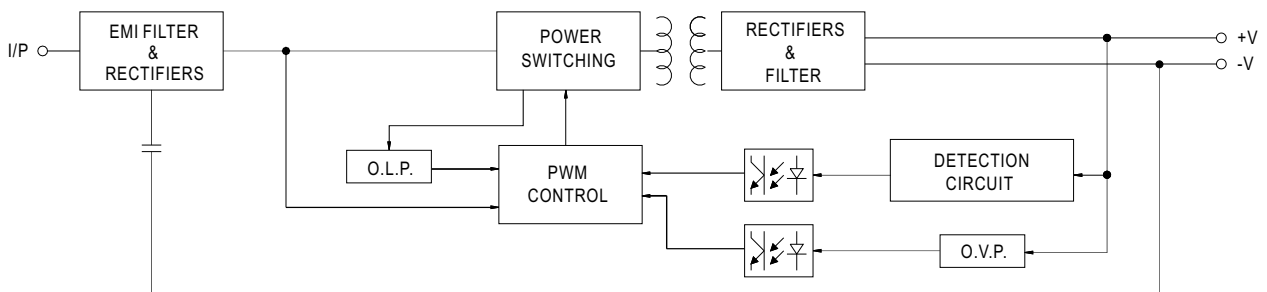 I/P
EMI FILTER
&
RECTIFIERS
POWER
SWITCHING
RECTIFIERS
&
FILTER
+V
-V
O.L.P.
PWM
CONTROL
DETECTION
CIRCUIT
O.V.P.